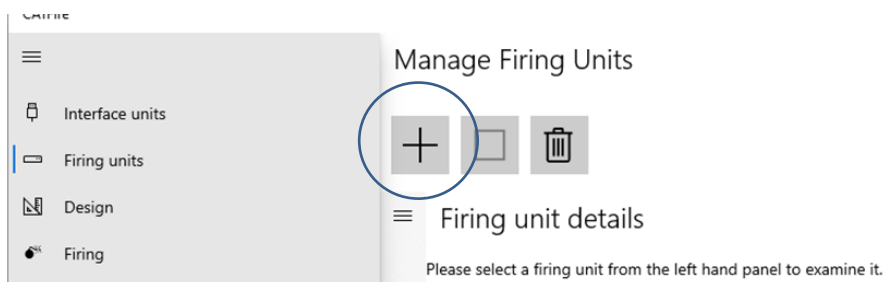 Manage Firing Units
Interface units
Firing units
Design
Firing
Firing unit details
Please select a firing unit from the left hand panel to examine it.